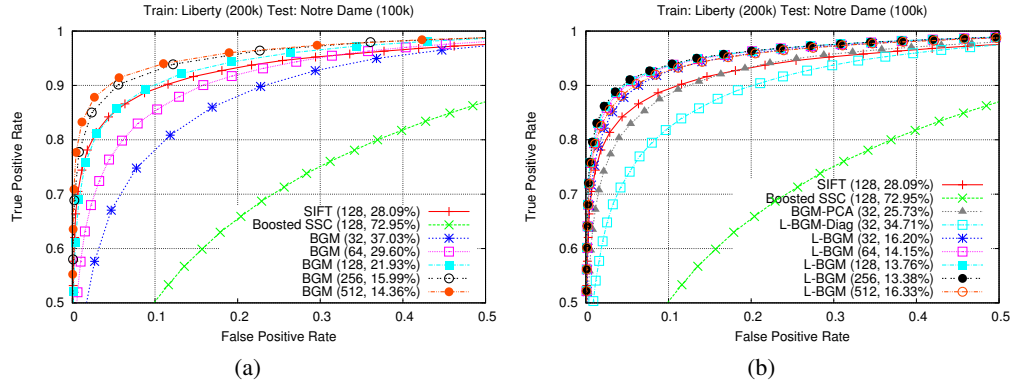 Train: Liberty (200k) Test: Notre Dame (100k)
1
0.9
0.8
0.7
0.6
0.5
0
0.1
0.2
0.3
0.4
0.5
True Positive Rate
False Positive Rate
SIFT (128, 28.09%)
Boosted SSC (128, 72.95%)
BGM (32, 37.03%)
BGM (64, 29.60%)
BGM (128, 21.93%)
BGM (256, 15.99%)
BGM (512, 14.36%)
(a)
Train: Liberty (200k) Test: Notre Dame (100k)
1
0.9
0.8
0.7
0.6
0.5
0
0.1
0.2
0.3
0.4
0.5
True Positive Rate
False Positive Rate
SIFT (128, 28.09%)
Boosted SSC (128, 72.95%)
BGM-PCA (32, 25.73%)
L-BGM-Diag (32, 34.71%)
L-BGM (32, 16.20%)
L-BGM (64, 14.15%)
L-BGM (128, 13.76%)
L-BGM (256, 13.38%)
L-BGM (512, 16.33%)
(b)